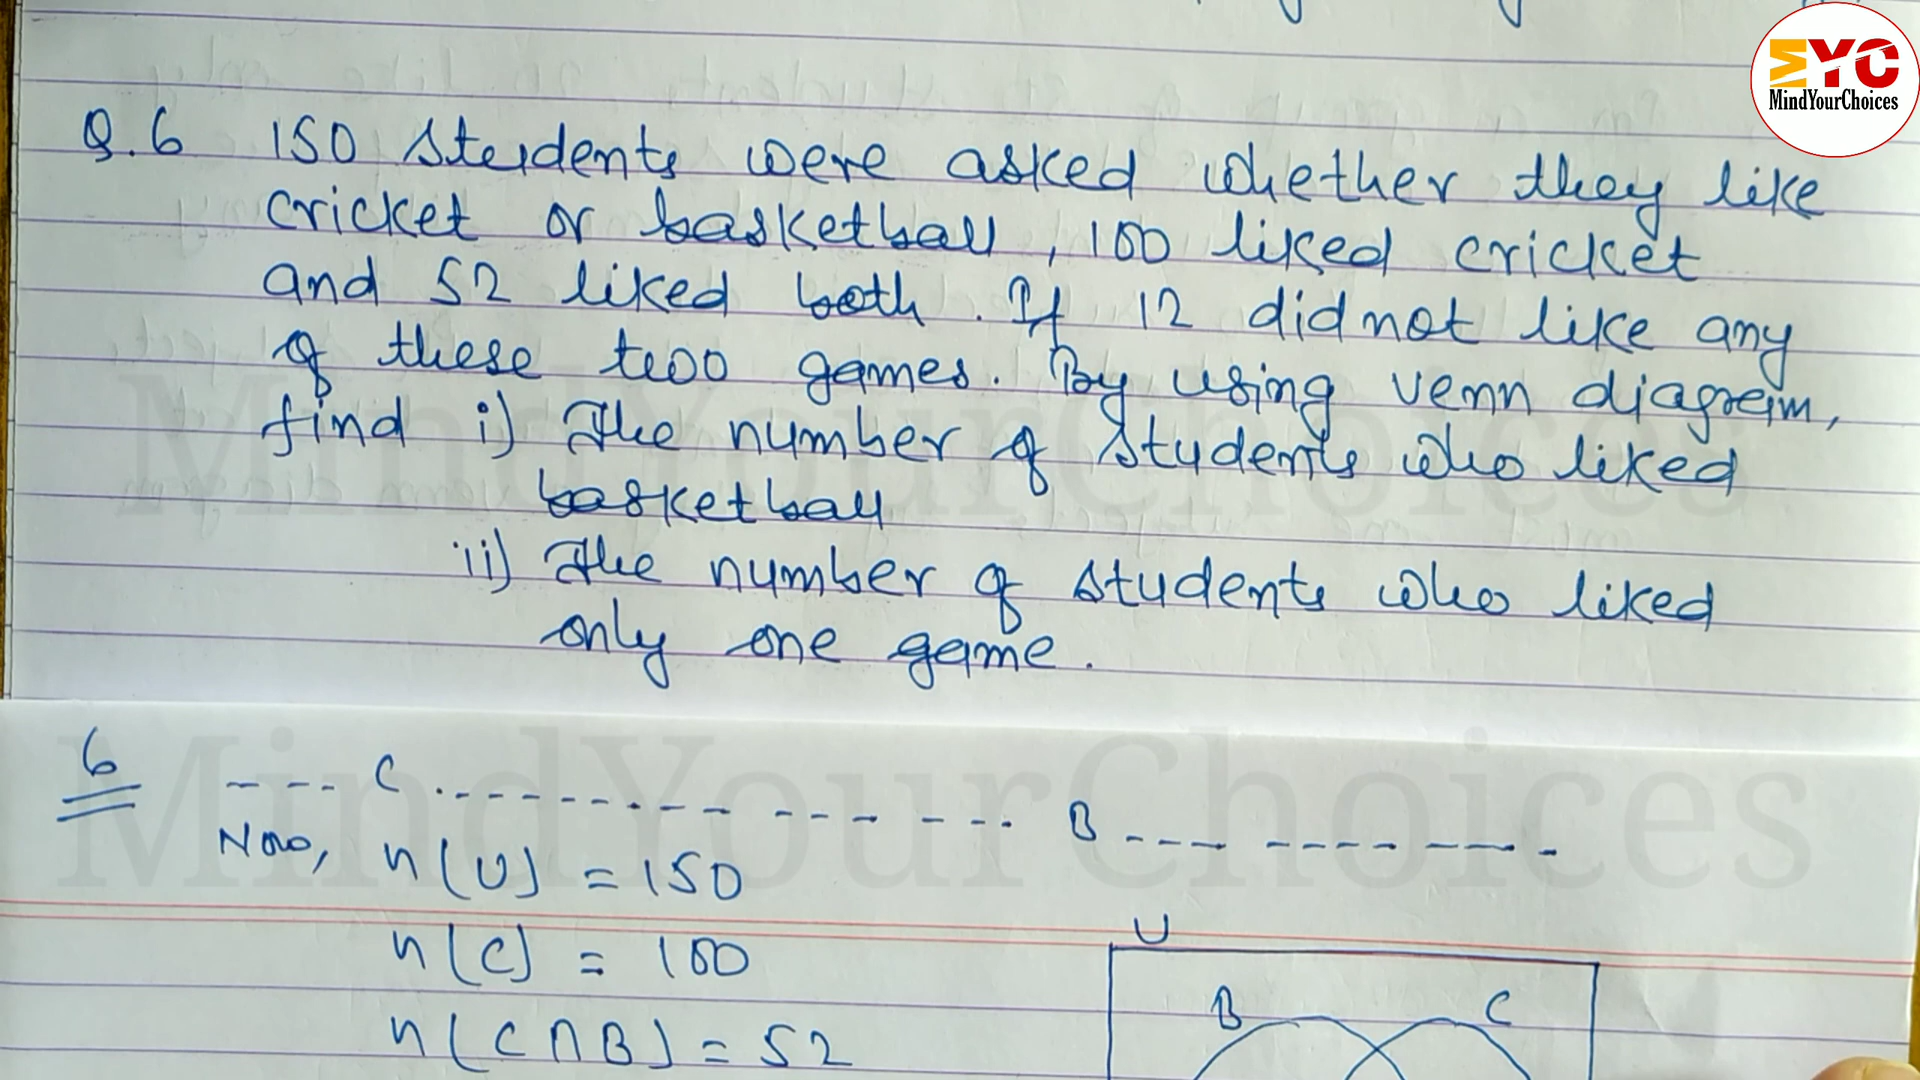 MYC
MindYourChoices
Q.6 150 students were asked whether they like
cricket or basketball, 100 liked cricket
and 52 liked both. If 12 did not like any
of these two games. By using venn diagram,
find i) The number of students who liked
basketball
ii) The number of students who liked
only one game.
MindYourChoices
6 ---- C ---------- B ----------
Now, n(U) = 150
n(C) = 100
n(C∩B) = 52
U
B C
MindYourChoices